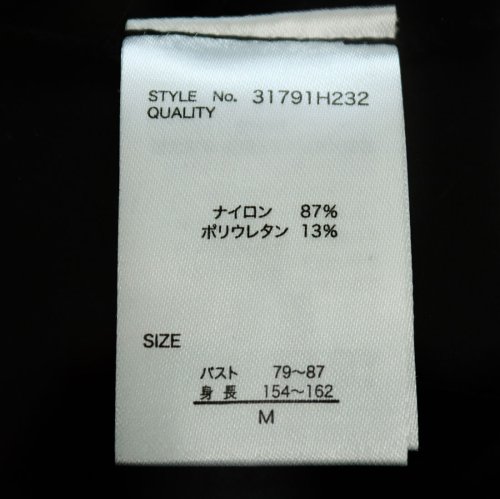 STYLE No. 31791H232
QUALITY
ナイロン 87%
ポリウレタン 13%
SIZE
バスト 79～87
身長 154～162
M